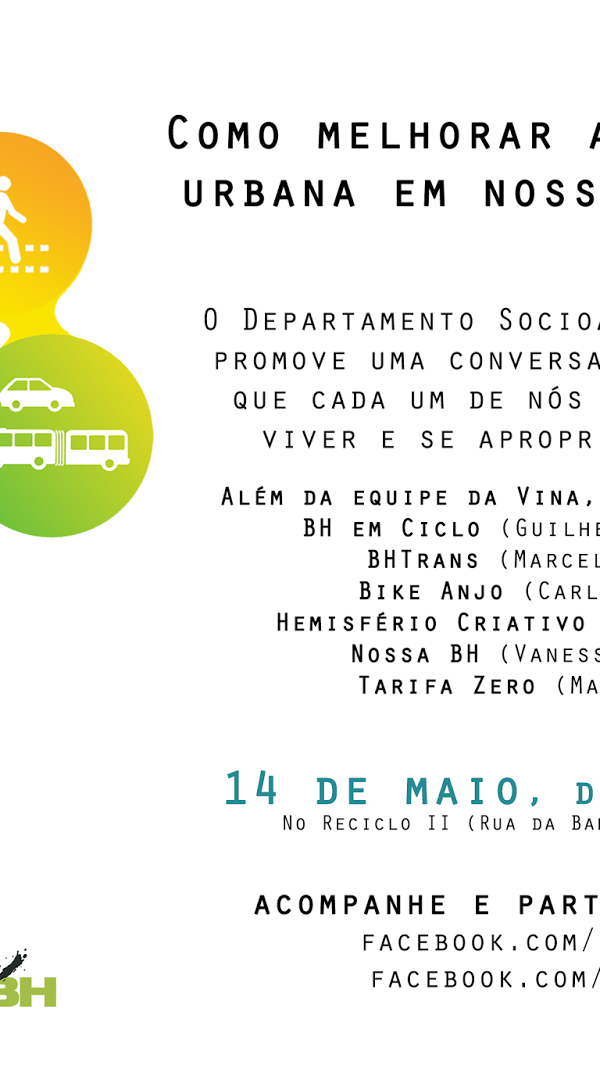 COMO MELHORAR A
URBANA EM NOSS
O DEPARTAMENTO SOCIOA
PROMOVE UMA CONVERSA
QUE CADA UM DE NÓS
VIVER E SE APROPR
ALÉM DA EQUIPE DA VINA,
BH EM CICLO (GUILHE
BHTRANS (MARCEL
BIKE ANJO (CARL
HEMISFÉRIO CRIATIVO
NOSSA BH (VANESS
TARIFA ZERO (MA
14 DE MAIO, D
NO RECICLO II (RUA DA BA
ACOMPANHE E PART
FACEBOOK.COM/
FACEBOOK.COM/
BH